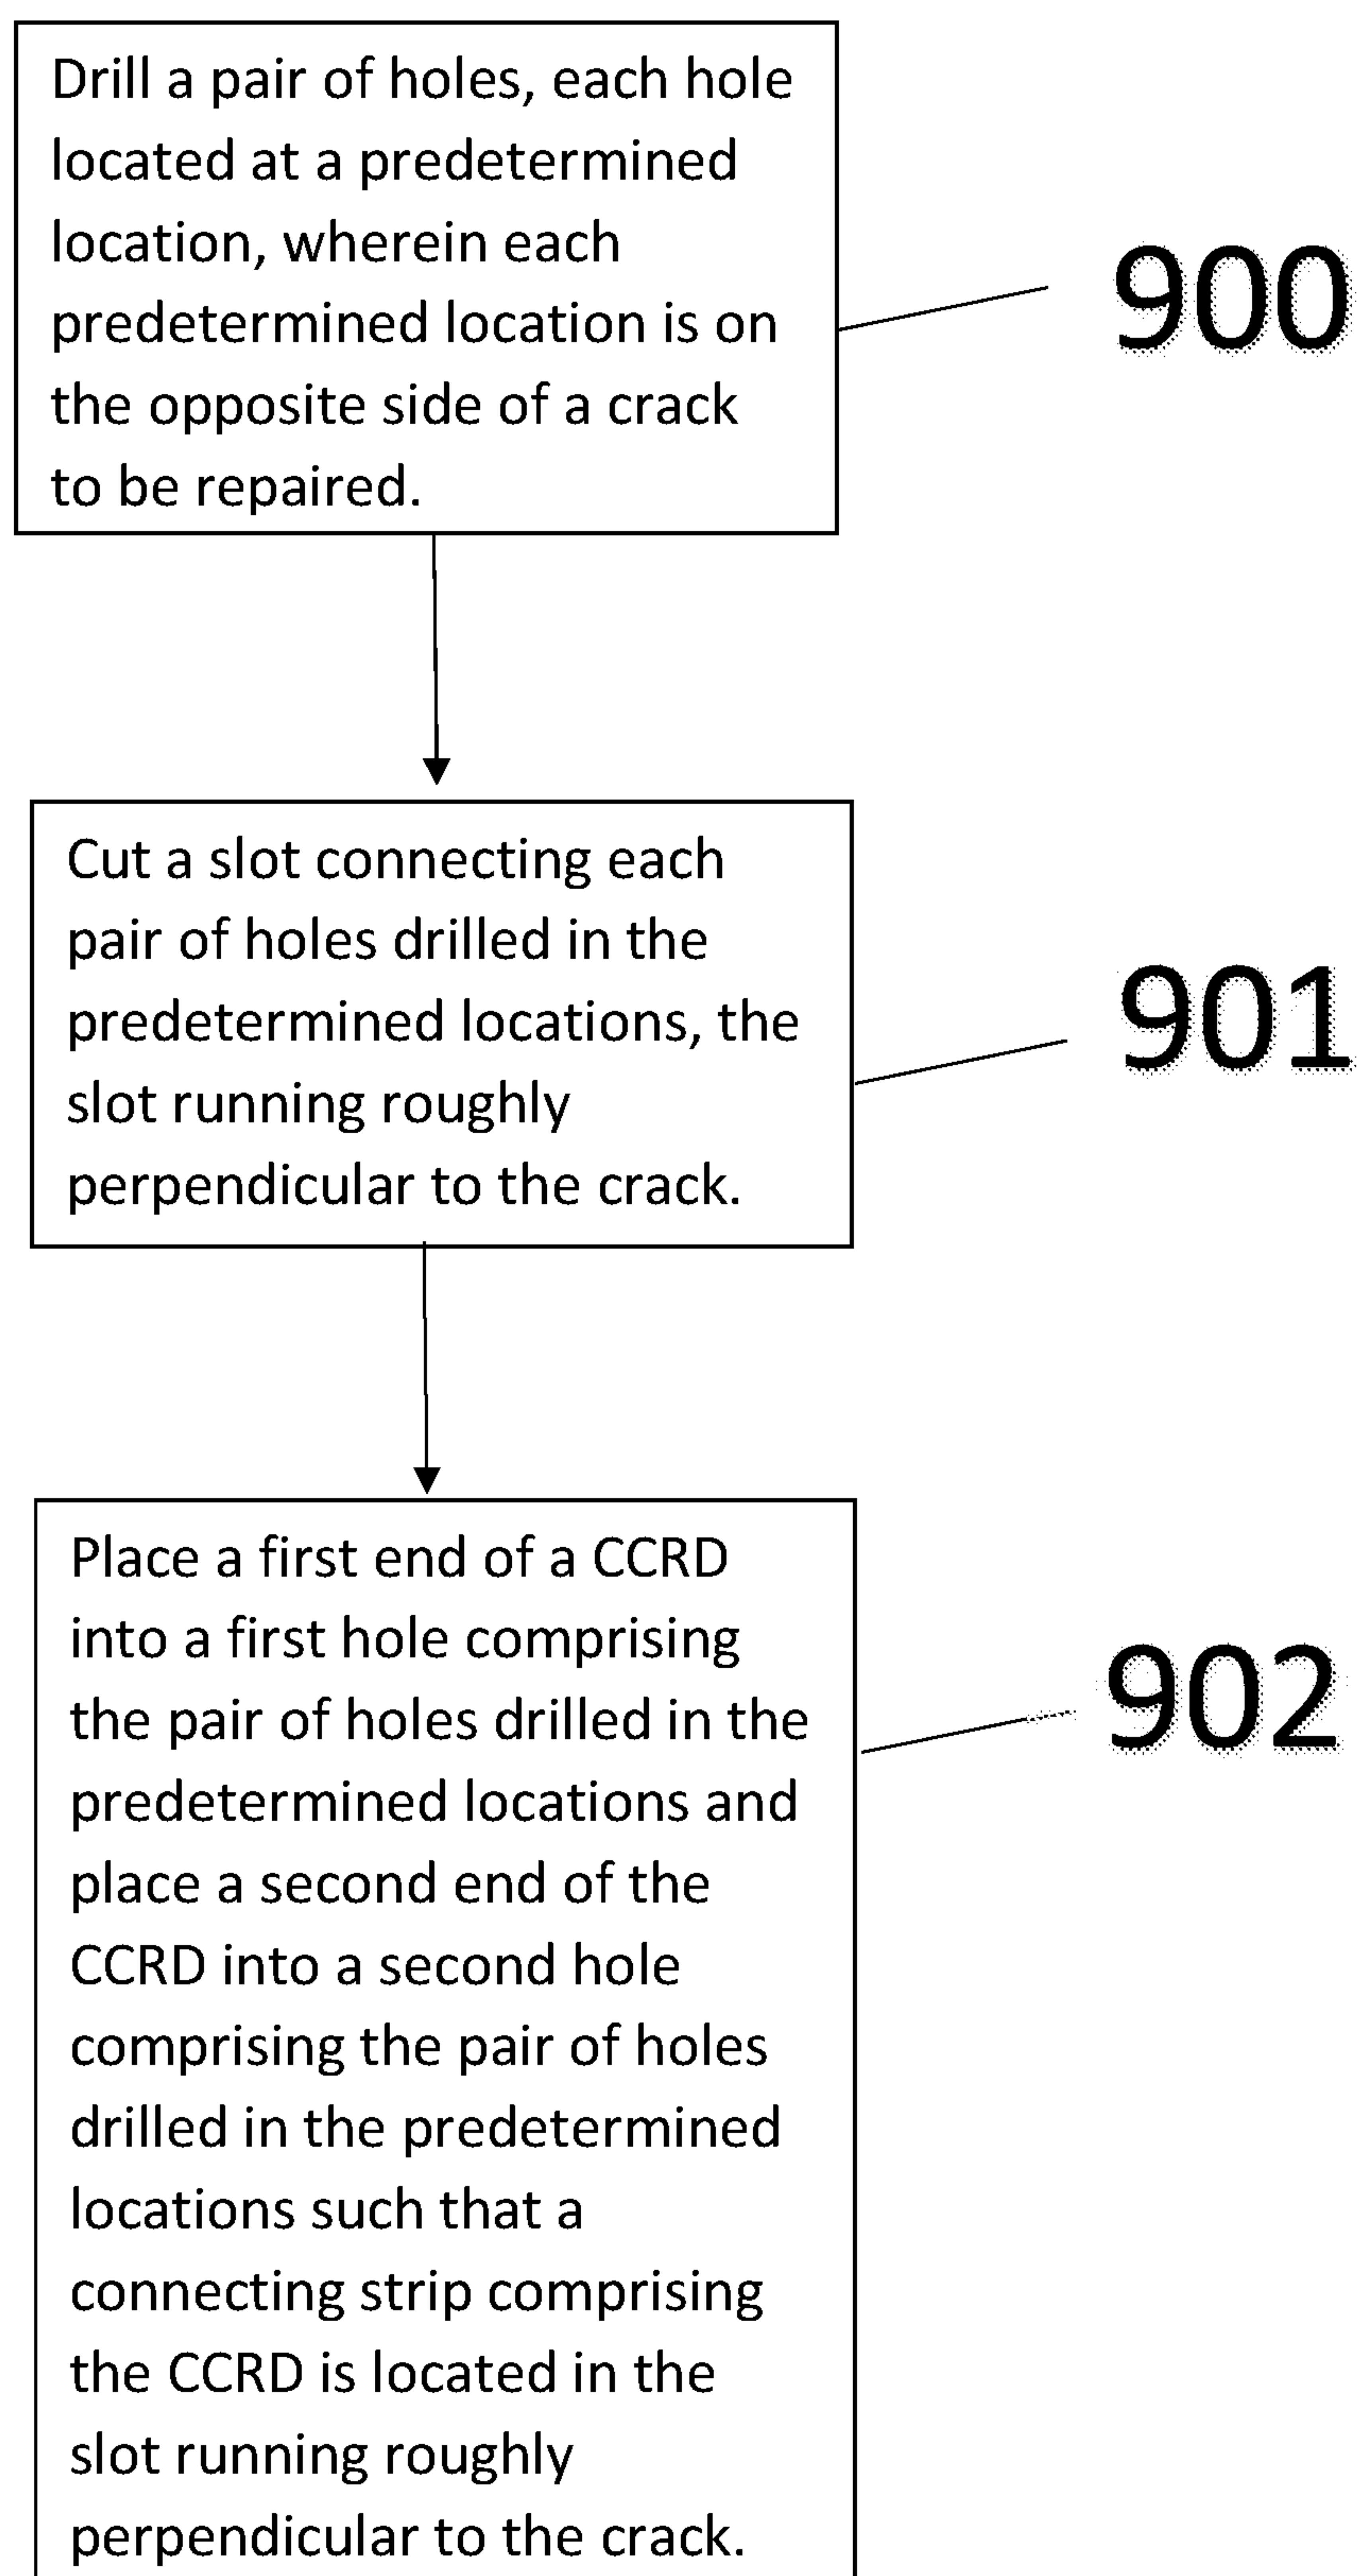 Drill a pair of holes, each hole
located at a predetermined
location, wherein each
predetermined location is on
the opposite side of a crack
to be repaired.
900
Cut a slot connecting each
pair of holes drilled in the
predetermined locations, the
slot running roughly
perpendicular to the crack.
901
Place a first end of a CCRD
into a first hole comprising
the pair of holes drilled in the
predetermined locations and
place a second end of the
CCRD into a second hole
comprising the pair of holes
drilled in the predetermined
locations such that a
connecting strip comprising
the CCRD is located in the
slot running roughly
perpendicular to the crack.
902